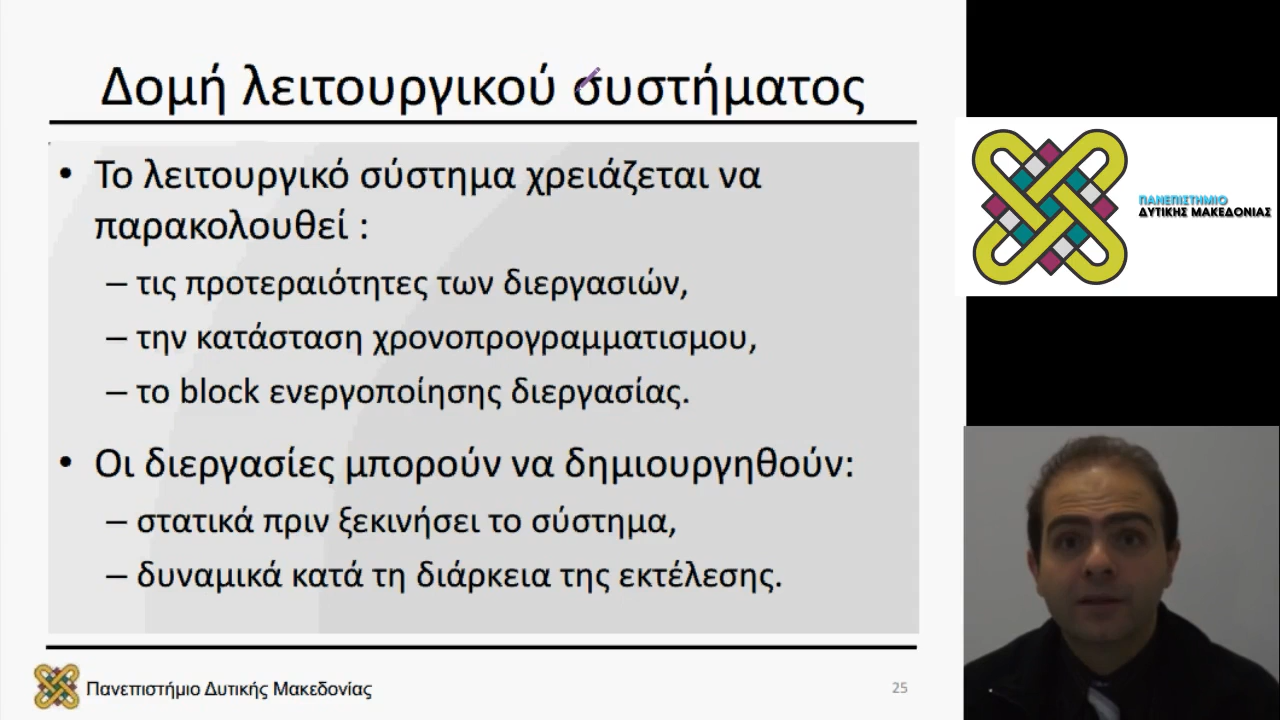 Δομή λειτουργικού συστήματος
• Το λειτουργικό σύστημα χρειάζεται να
παρακολουθεί :
– τις προτεραιότητες των διεργασιών,
– την κατάσταση χρονοπρογραμματισμου,
– το block ενεργοποίησης διεργασίας.
• Οι διεργασίες μπορούν να δημιουργηθούν:
– στατικά πριν ξεκινήσει το σύστημα,
– δυναμικά κατά τη διάρκεια της εκτέλεσης.
Πανεπιστήμιο Δυτικής Μακεδονίας
25
ΠΑΝΕΠΙΣΤΗΜΙΟ
ΔΥΤΙΚΗΣ ΜΑΚΕΔΟΝΙΑΣ